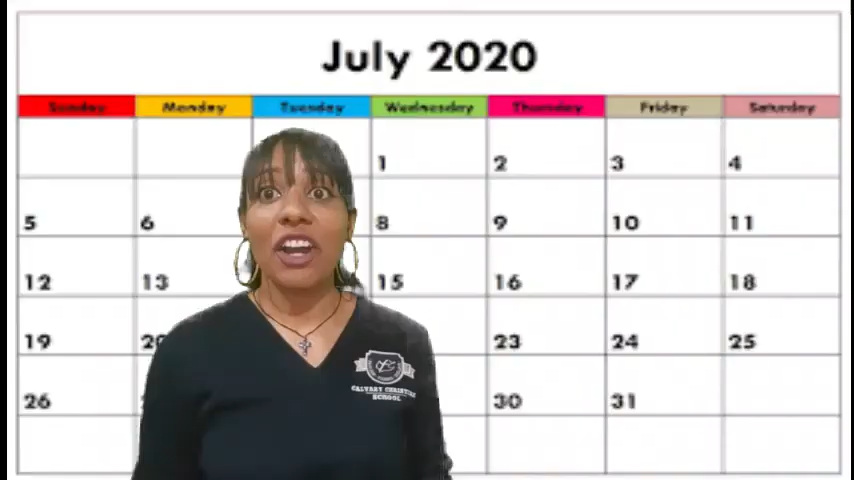 July 2020
Sunday Monday Tuesday Wednesday Thursday Friday Saturday
1 2 3 4
5 6 8 9 10 11
12 13 15 16 17 18
19 20 23 24 25
26 30 31
CALVARY CHRISTIAN
SCHOOL